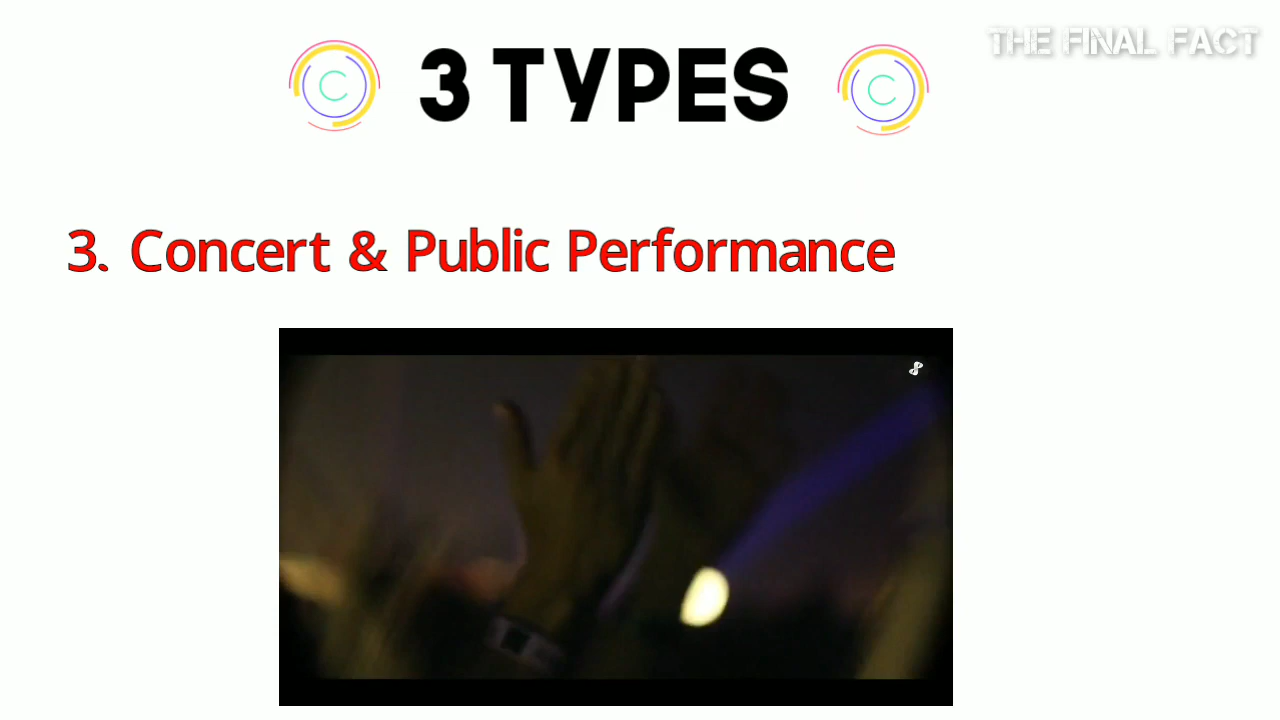 3 TYPES
THE FINAL FACT
3. Concert & Public Performance